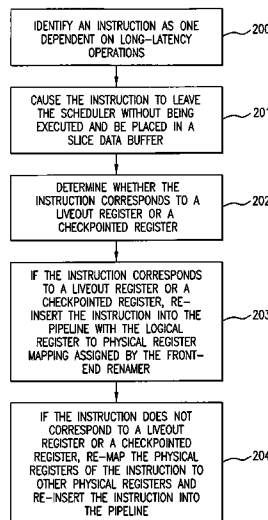 IDENTIFY AN INSTRUCTION AS ONE
DEPENDENT ON LONG-LATENCY
OPERATIONS
200
CAUSE THE INSTRUCTION TO LEAVE
THE SCHEDULER WITHOUT BEING
EXECUTED AND BE PLACED IN A
SLICE DATA BUFFER
201
DETERMINE WHETHER THE
INSTRUCTION CORRESPONDS TO A
LIVEOUT REGISTER OR A
CHECKPOINTED REGISTER
202
IF THE INSTRUCTION CORRESPONDS
TO A LIVEOUT REGISTER OR A
CHECKPOINTED REGISTER, RE-
INSERT THE INSTRUCTION INTO THE
PIPELINE WITH THE LOGICAL
REGISTER TO PHYSICAL REGISTER
MAPPING ASSIGNED BY THE FRONT-
END RENAMER
203
IF THE INSTRUCTION DOES NOT
CORRESPOND TO A LIVEOUT
REGISTER OR A CHECKPOINTED
REGISTER, RE-MAP THE PHYSICAL
REGISTERS OF THE INSTRUCTION TO
OTHER PHYSICAL REGISTERS AND
RE-INSERT THE INSTRUCTION INTO
THE PIPELINE
204